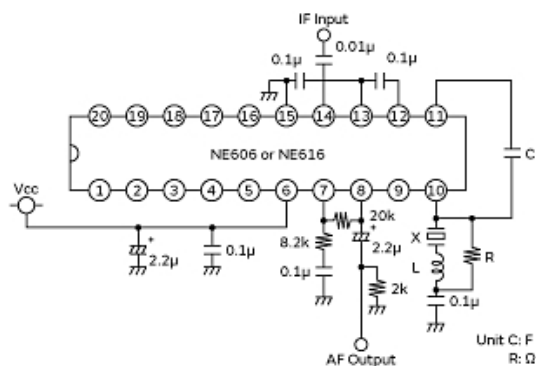 IF Input
0.01μ
0.1μ
0.1μ
20 19 18 17 16 15 14 13 12 11
NE606 or NE616
C
Vcc
1 2 3 4 5 6 7 8 9 10
20k
+
2.2μ
0.1μ
8.2k
+
2.2μ
0.1μ
2k
X
L
R
0.1μ
AF Output
Unit C: F
R: Ω